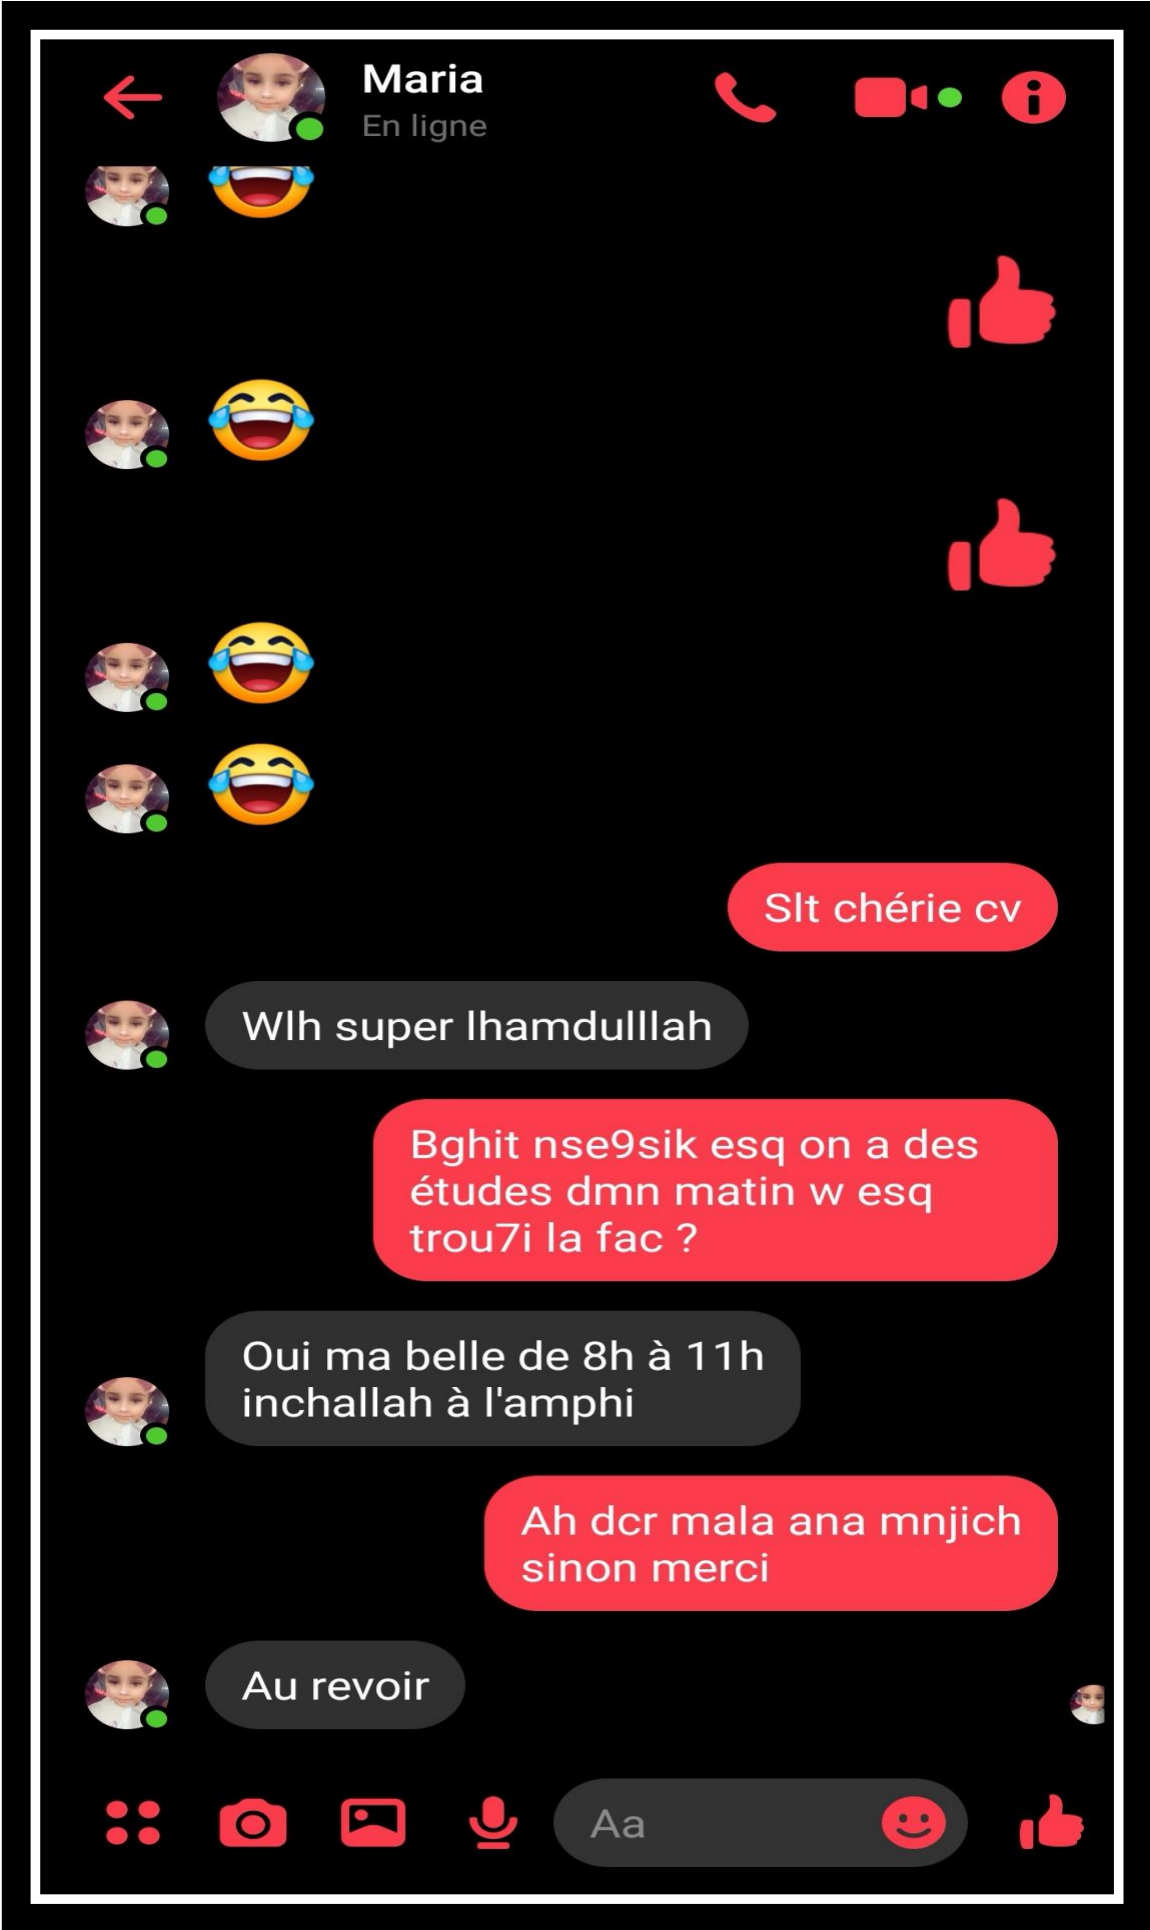 Maria
En ligne
Slt chérie cv
Wlh super lhamdulllah
Bghit nse9sik esq on a des
études dmn matin w esq
trou7i la fac ?
Oui ma belle de 8h à 11h
inchallah à l'amphi
Ah dcr mala ana mnjich
sinon merci
Au revoir
Aa